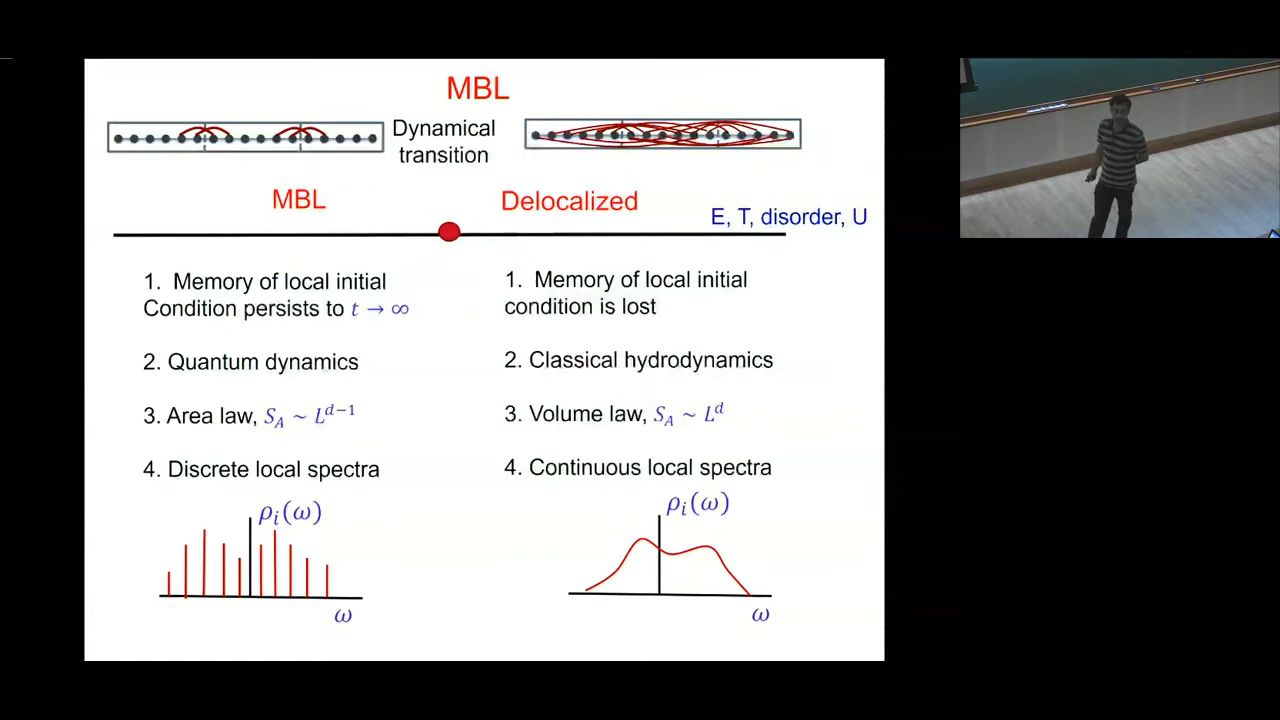 MBL
Dynamical
transition
MBL
Delocalized
E, T, disorder, U
1. Memory of local initial
Condition persists to t → ∞
2. Quantum dynamics
3. Area law, S_A ~ L^{d−1}
4. Discrete local spectra
ρ_i(ω)
ω
1. Memory of local initial
condition is lost
2. Classical hydrodynamics
3. Volume law, S_A ~ L^d
4. Continuous local spectra
ρ_i(ω)
ω